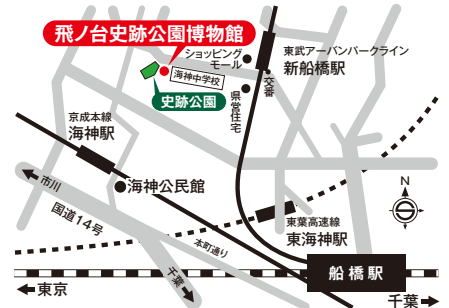 飛ノ台史跡公園博物館
ショッピング
モール
海神中学校
史跡公園
東武アーバンパークライン
新船橋駅
交番
県営住宅
京成本線
海神駅
市川
海神公民館
国道14号
N
東葉高速線
東海神駅
本町通り
千葉
船橋駅
東京
千葉